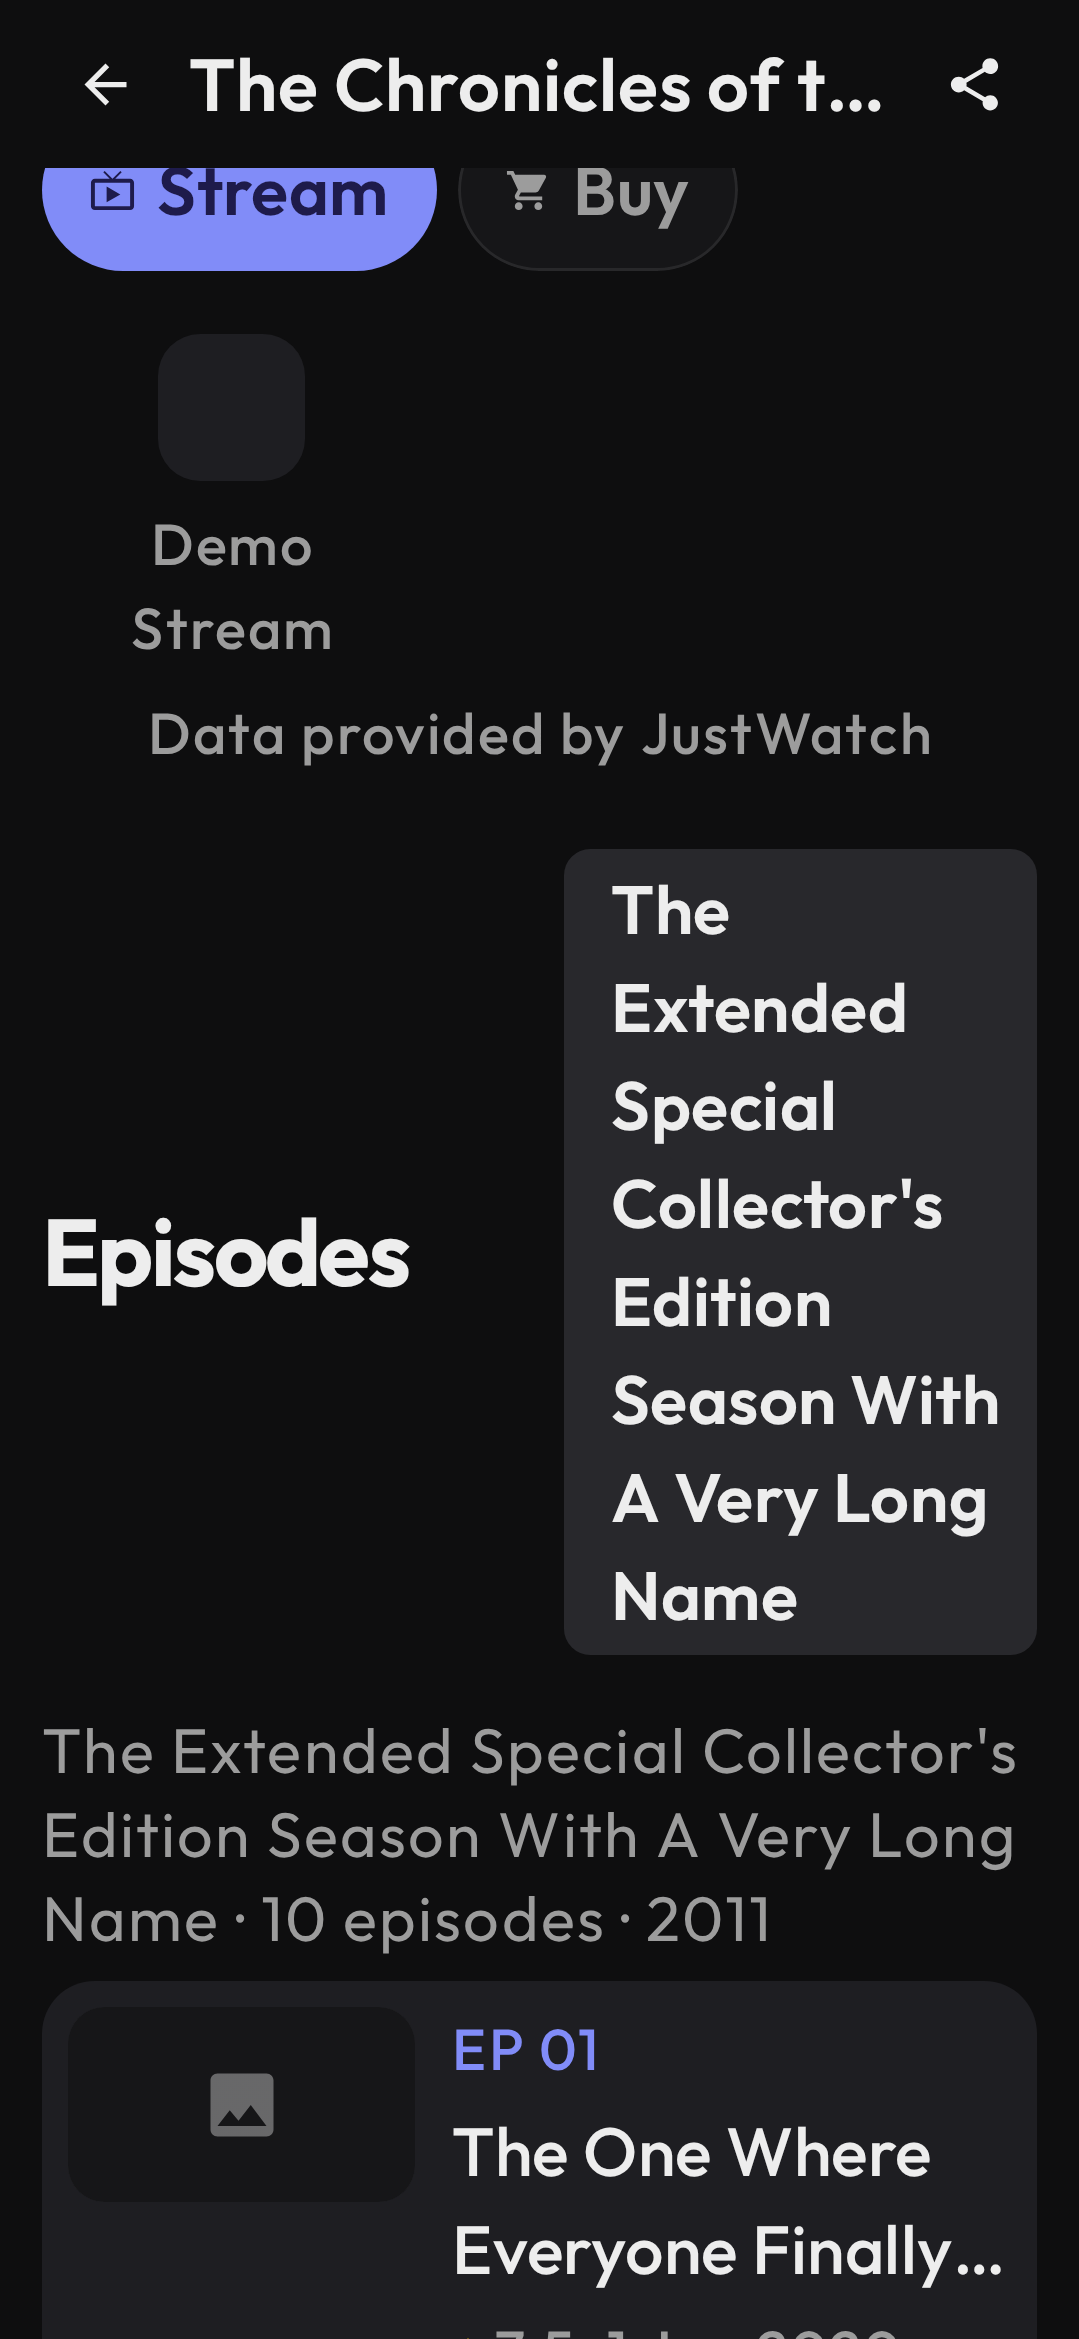 The Chronicles of t...
Stream
Buy
Demo
Stream
Data provided by JustWatch
Episodes
The
Extended
Special
Collector's
Edition
Season With
A Very Long
Name
The Extended Special Collector's
Edition Season With A Very Long
Name · 10 episodes · 2011
EP 01
The One Where
Everyone Finally...